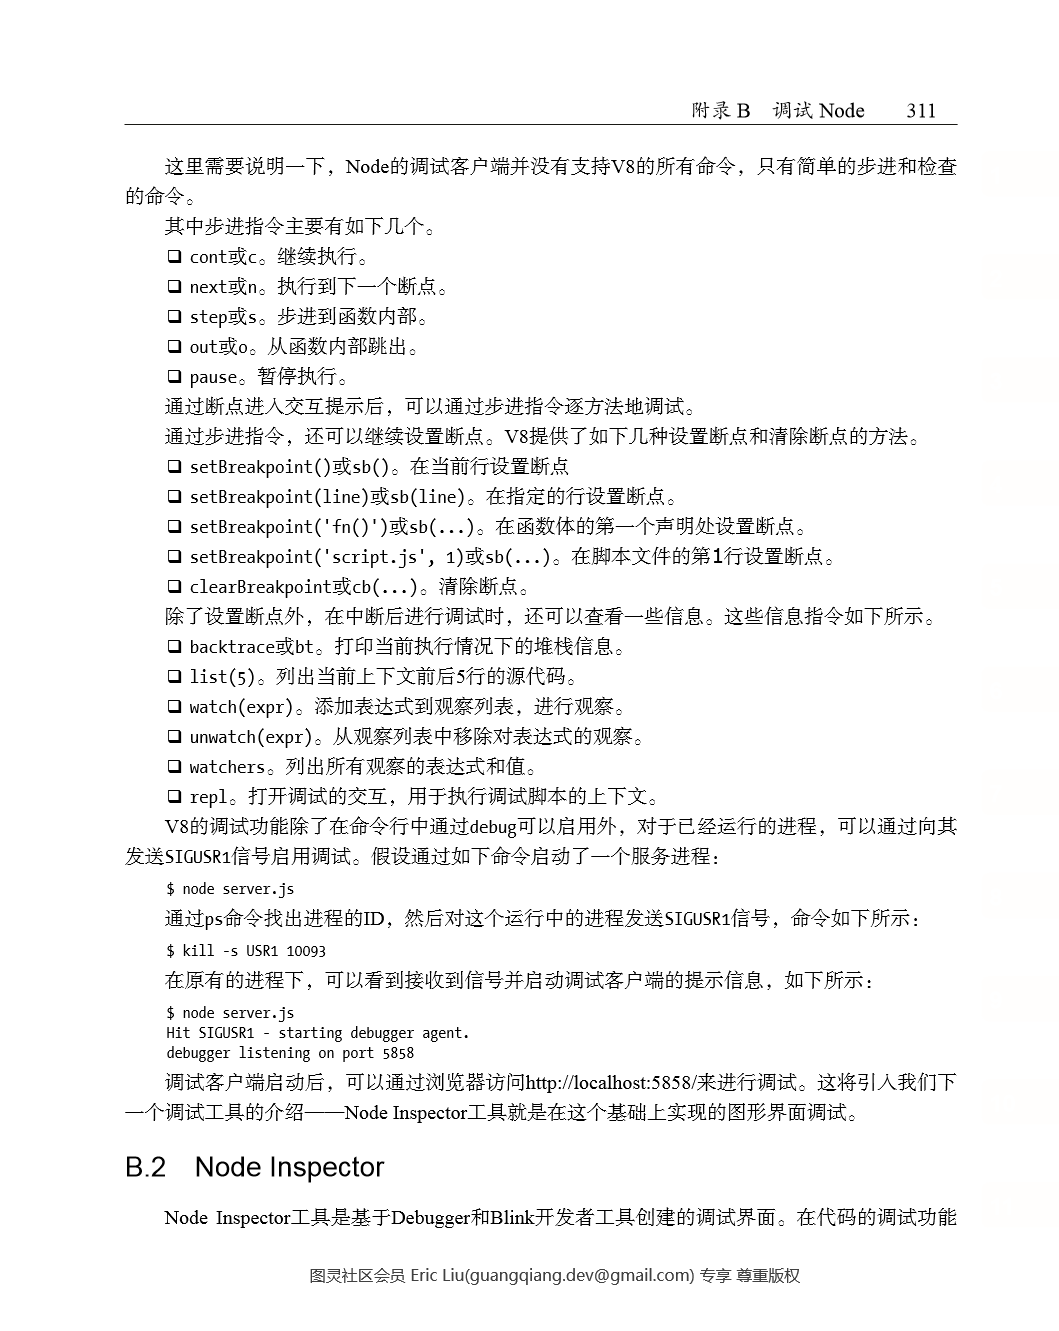 附录 B 调试 Node 311
这里需要说明一下，Node的调试客户端并没有支持V8的所有命令，只有简单的步进和检查
的命令。
其中步进指令主要有如下几个。
❑ cont或c。继续执行。
❑ next或n。执行到下一个断点。
❑ step或s。步进到函数内部。
❑ out或o。从函数内部跳出。
❑ pause。暂停执行。
通过断点进入交互提示后，可以通过步进指令逐方法地调试。
通过步进指令，还可以继续设置断点。V8提供了如下几种设置断点和清除断点的方法。
❑ setBreakpoint()或sb()。在当前行设置断点
❑ setBreakpoint(line)或sb(line)。在指定的行设置断点。
❑ setBreakpoint('fn()')或sb(...)。在函数体的第一个声明处设置断点。
❑ setBreakpoint('script.js', 1)或sb(...)。在脚本文件的第1行设置断点。
❑ clearBreakpoint或cb(...)。清除断点。
除了设置断点外，在中断后进行调试时，还可以查看一些信息。这些信息指令如下所示。
❑ backtrace或bt。打印当前执行情况下的堆栈信息。
❑ list(5)。列出当前上下文前后5行的源代码。
❑ watch(expr)。添加表达式到观察列表，进行观察。
❑ unwatch(expr)。从观察列表中移除对表达式的观察。
❑ watchers。列出所有观察的表达式和值。
❑ repl。打开调试的交互，用于执行调试脚本的上下文。
V8的调试功能除了在命令行中通过debug可以启用外，对于已经运行的进程，可以通过向其
发送SIGUSR1信号启用调试。假设通过如下命令启动了一个服务进程：
$ node server.js
通过ps命令找出进程的ID，然后对这个运行中的进程发送SIGUSR1信号，命令如下所示：
$ kill -s USR1 10093
在原有的进程下，可以看到接收到信号并启动调试客户端的提示信息，如下所示：
$ node server.js
Hit SIGUSR1 - starting debugger agent.
debugger listening on port 5858
调试客户端启动后，可以通过浏览器访问http://localhost:5858/来进行调试。这将引入我们下
一个调试工具的介绍——Node Inspector工具就是在这个基础上实现的图形界面调试。
B.2 Node Inspector
Node Inspector工具是基于Debugger和Blink开发者工具创建的调试界面。在代码的调试功能
图灵社区会员 Eric Liu(guangqiang.dev@gmail.com) 专享 尊重版权